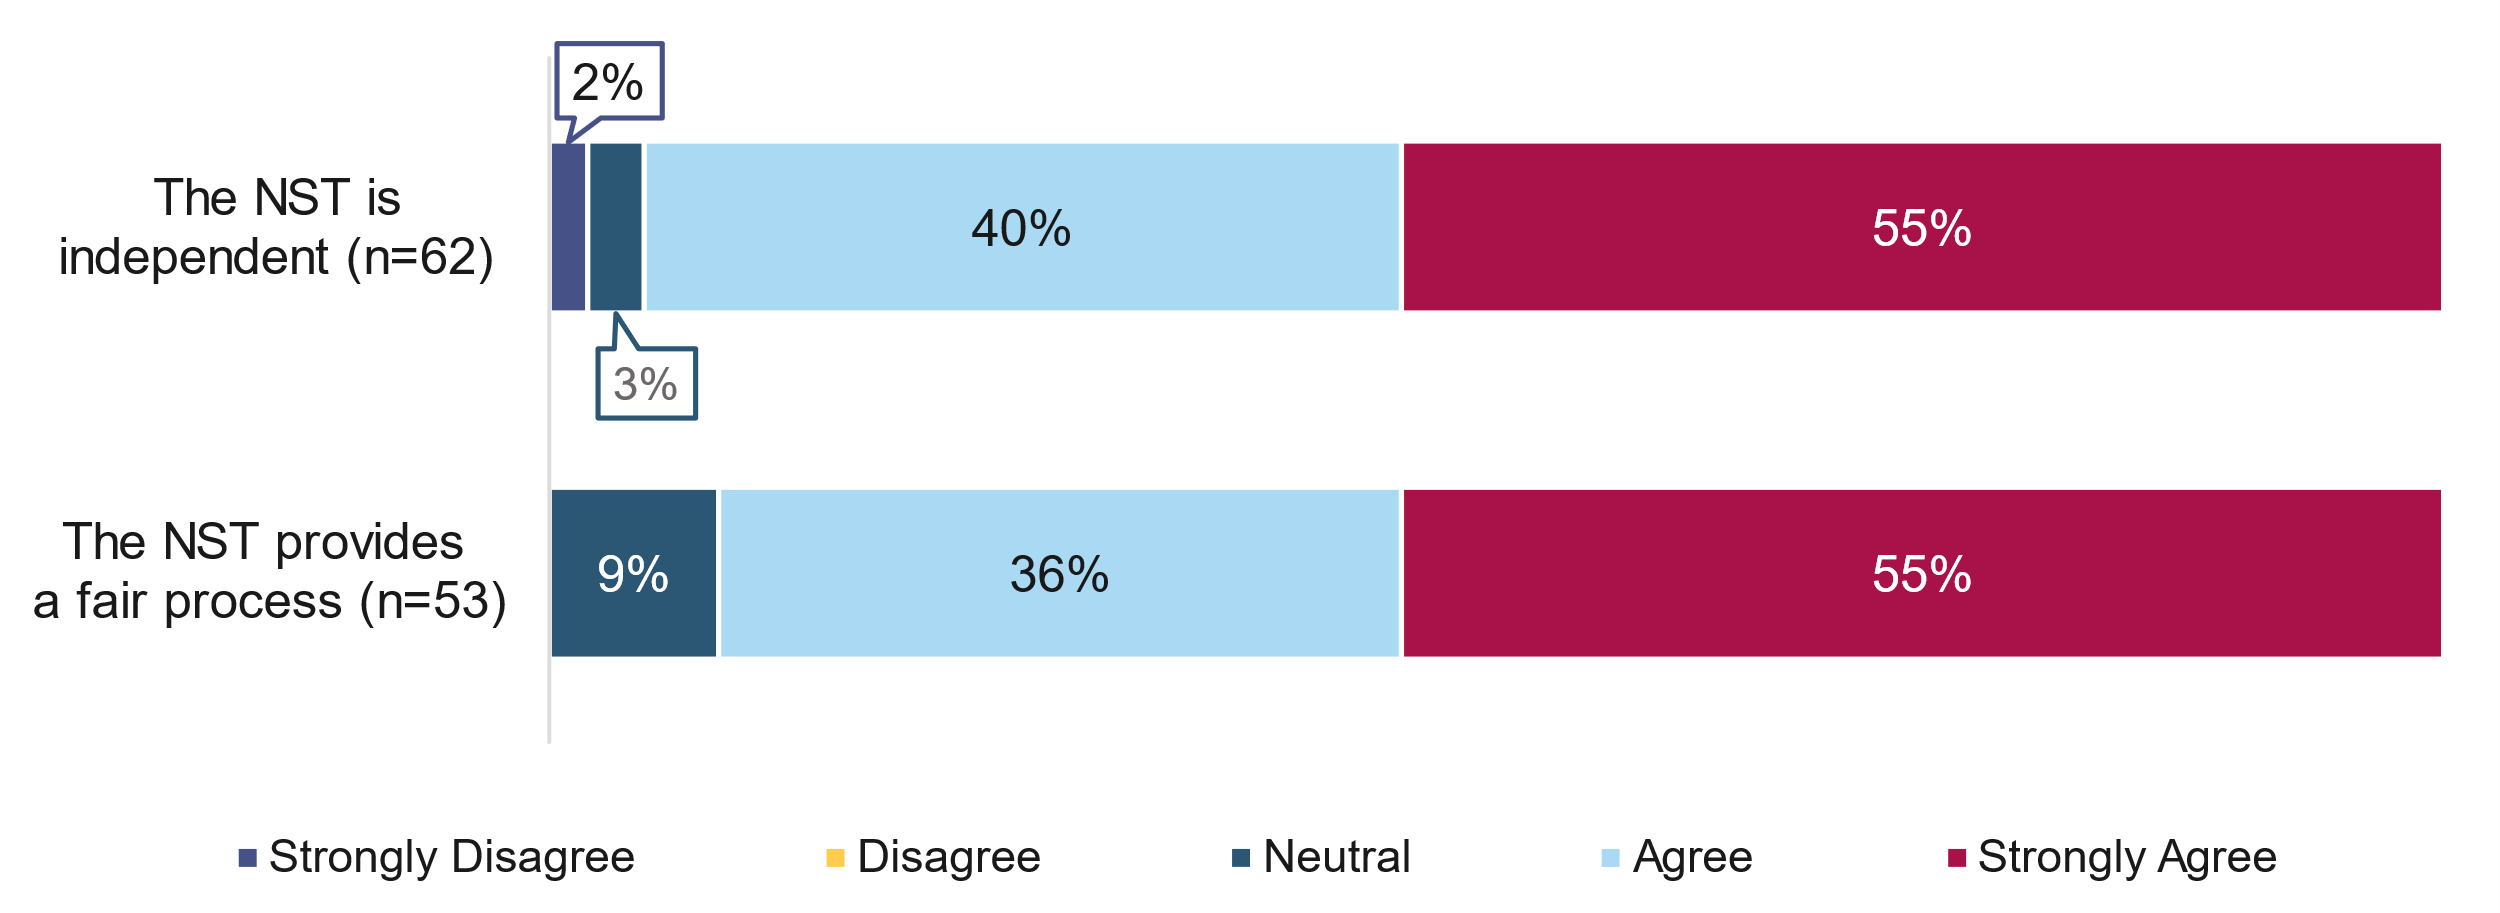 2%
The NST is
independent (n=62)
40%
55%
3%
The NST provides
a fair process (n=53)
9%
36%
55%
Strongly Disagree
Disagree
Neutral
Agree
Strongly Agree